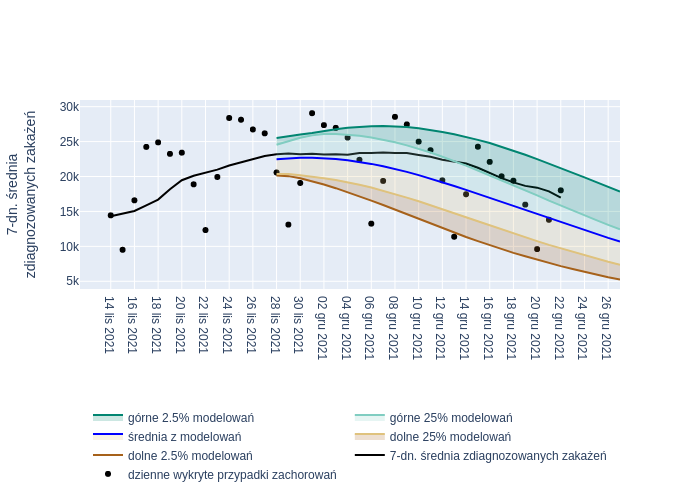 7-dn. średnia
zdiagnozowanych zakażeń
30k
25k
20k
15k
10k
5k
14 lis 2021
16 lis 2021
18 lis 2021
20 lis 2021
22 lis 2021
24 lis 2021
26 lis 2021
28 lis 2021
30 lis 2021
02 gru 2021
04 gru 2021
06 gru 2021
08 gru 2021
10 gru 2021
12 gru 2021
14 gru 2021
16 gru 2021
18 gru 2021
20 gru 2021
22 gru 2021
24 gru 2021
26 gru 2021
górne 2.5% modelowań
górne 25% modelowań
średnia z modelowań
dolne 25% modelowań
dolne 2.5% modelowań
7-dn. średnia zdiagnozowanych zakażeń
dzienne wykryte przypadki zachorowań